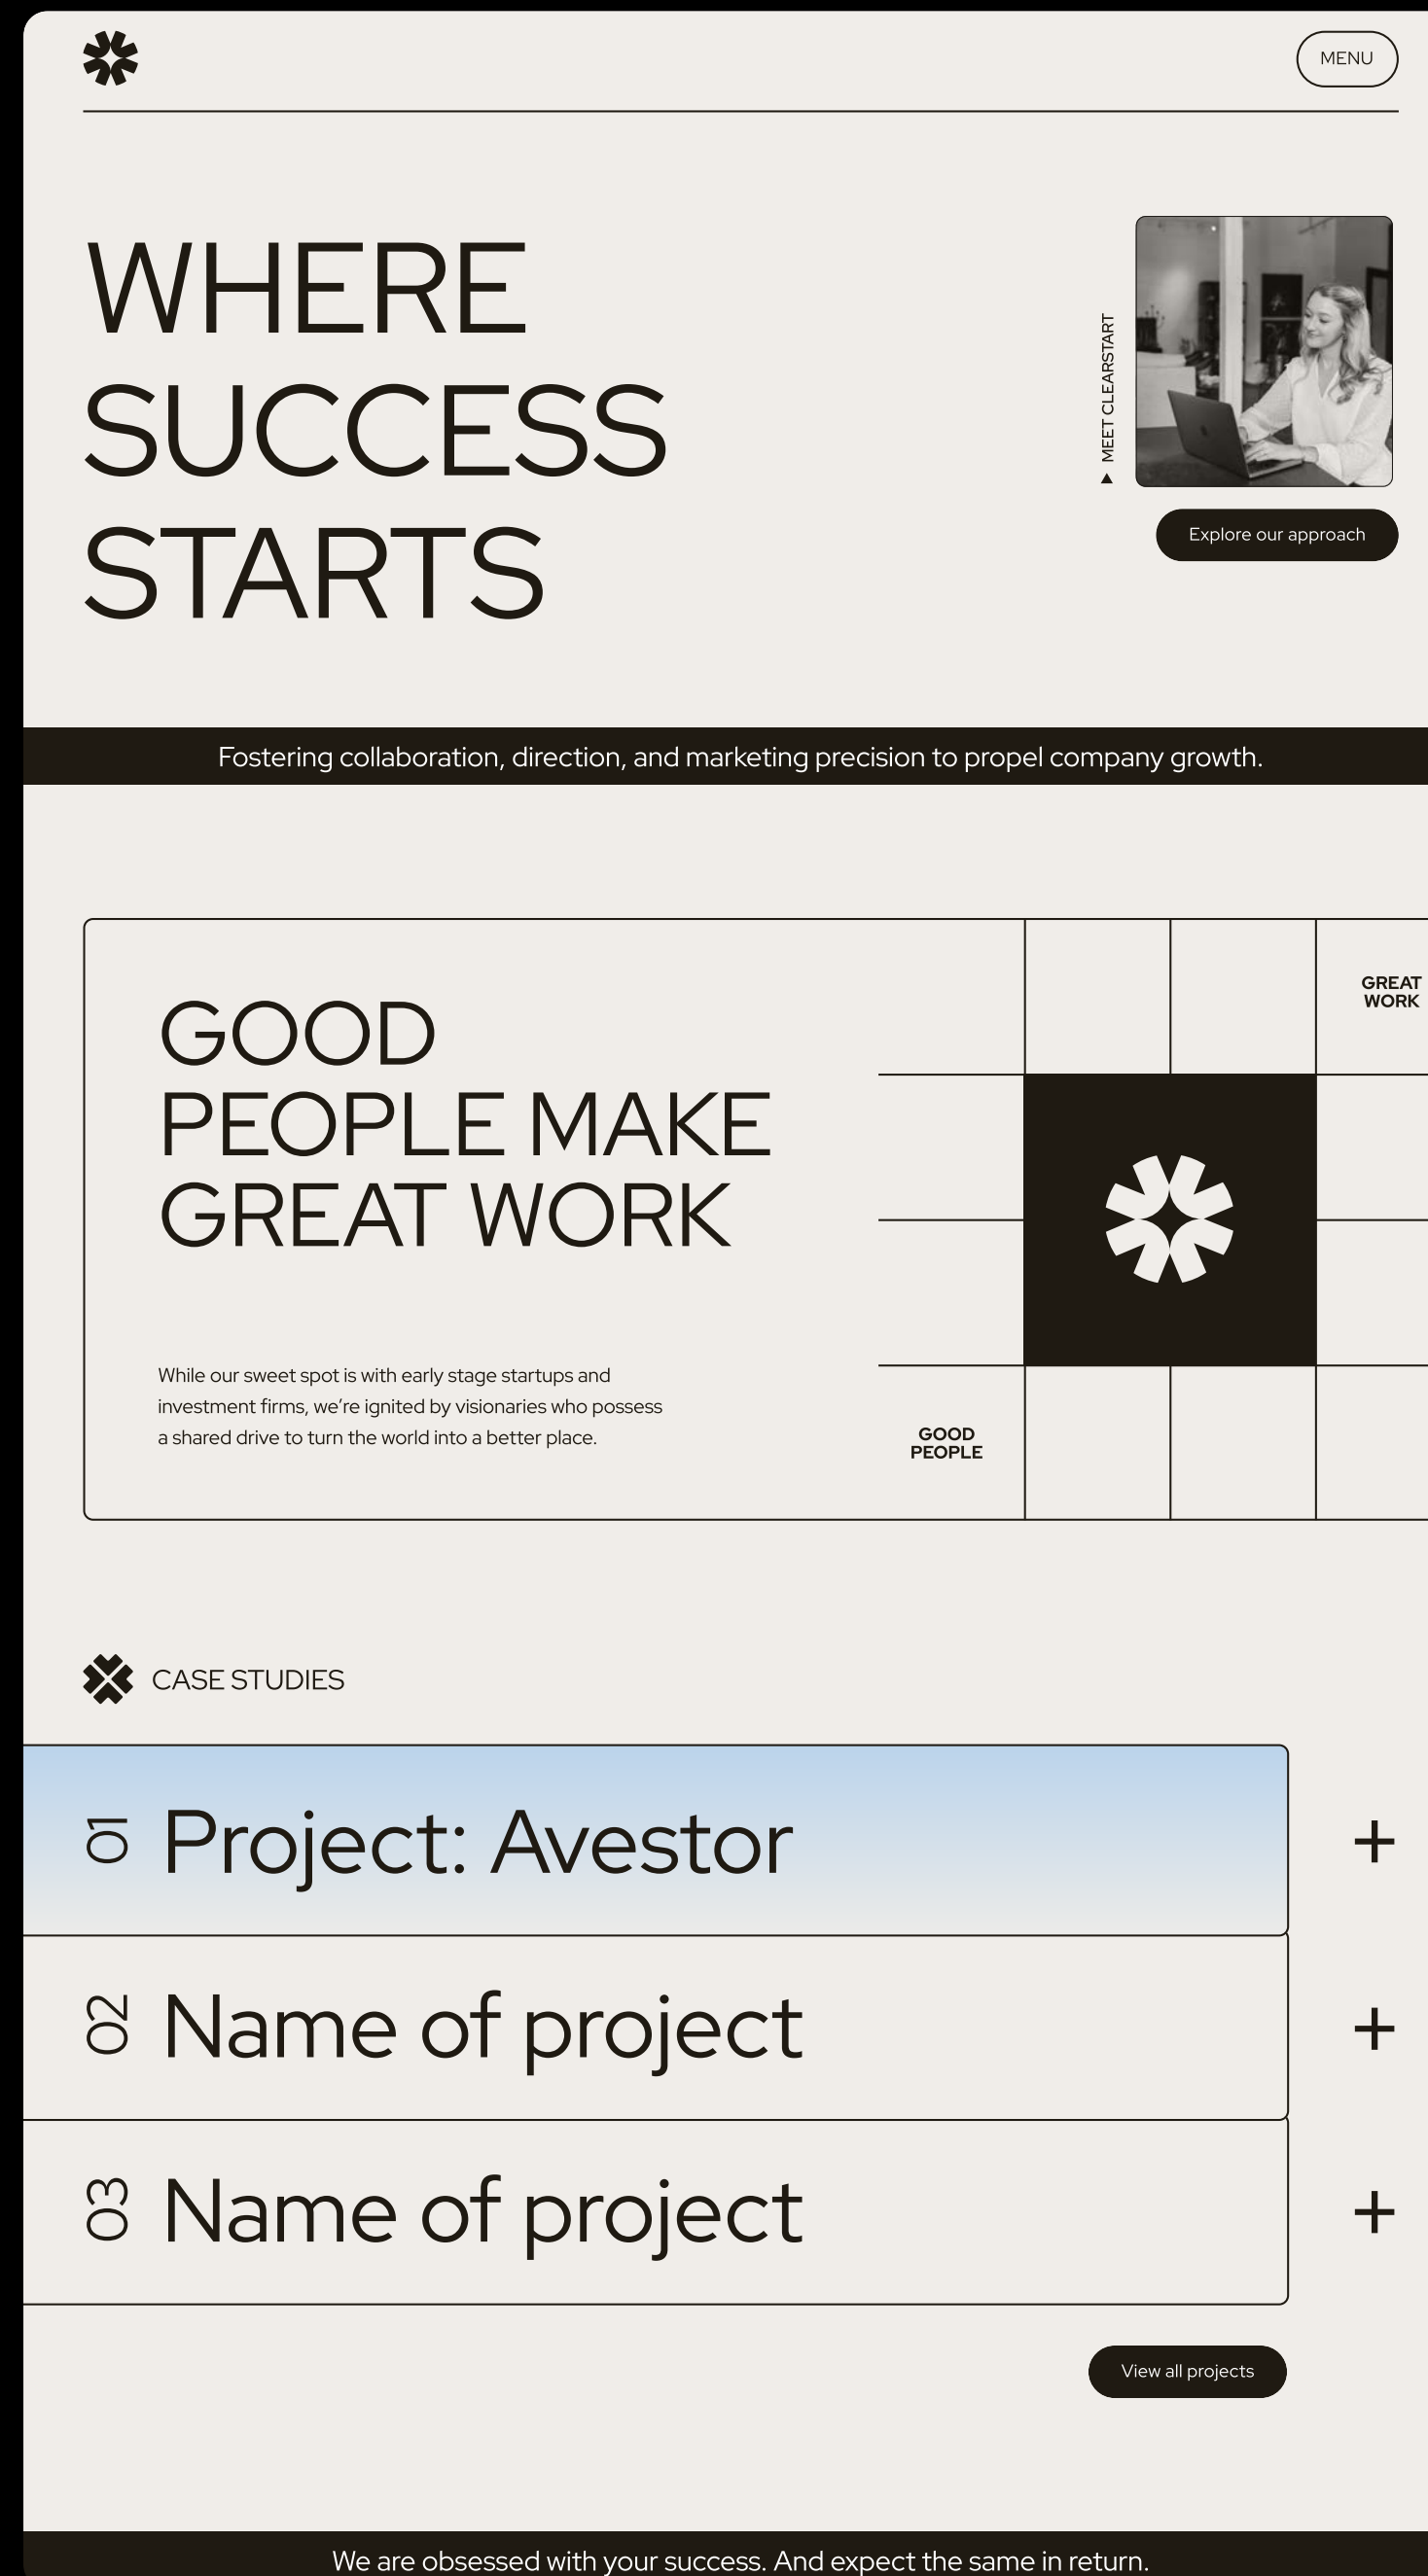 MENU
WHERE
SUCCESS
STARTS
MEET CLEARSTART
Explore our approach
Fostering collaboration, direction, and marketing precision to propel company growth.
GOOD
PEOPLE MAKE
GREAT WORK
While our sweet spot is with early stage startups and
investment firms, we’re ignited by visionaries who possess
a shared drive to turn the world into a better place.
GREAT
WORK
GOOD
PEOPLE
CASE STUDIES
01 Project: Avestor +
02 Name of project +
03 Name of project +
View all projects
We are obsessed with your success. And expect the same in return.